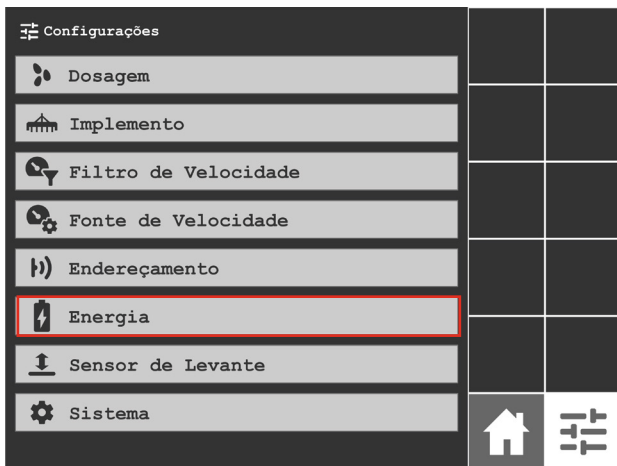 Configurações
Dosagem
Implemento
Filtro de Velocidade
Fonte de Velocidade
Endereçamento
Energia
Sensor de Levante
Sistema